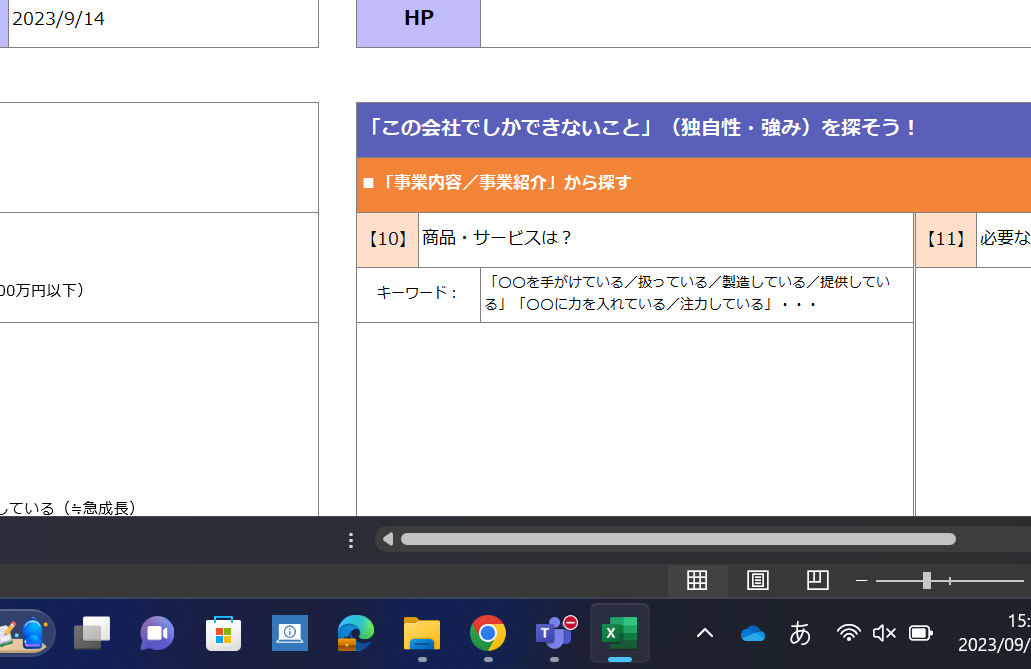 2023/9/14
HP
「この会社でしかできないこと」（独自性・強み）を探そう！
■「事業内容／事業紹介」から探す
【10】
商品・サービスは？
【11】
必要な
キーワード：
「〇〇を手がけている／扱っている／製造している／提供してい
る」「〇〇に力を入れている／注力している」・・・
00万円以下）
している（≒急成長）
あ
15:
2023/09/